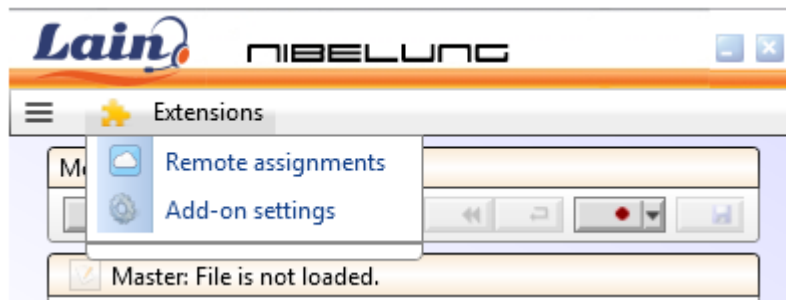 Lain NIBELUNG
Extensions
Remote assignments
Add-on settings
Master: File is not loaded.